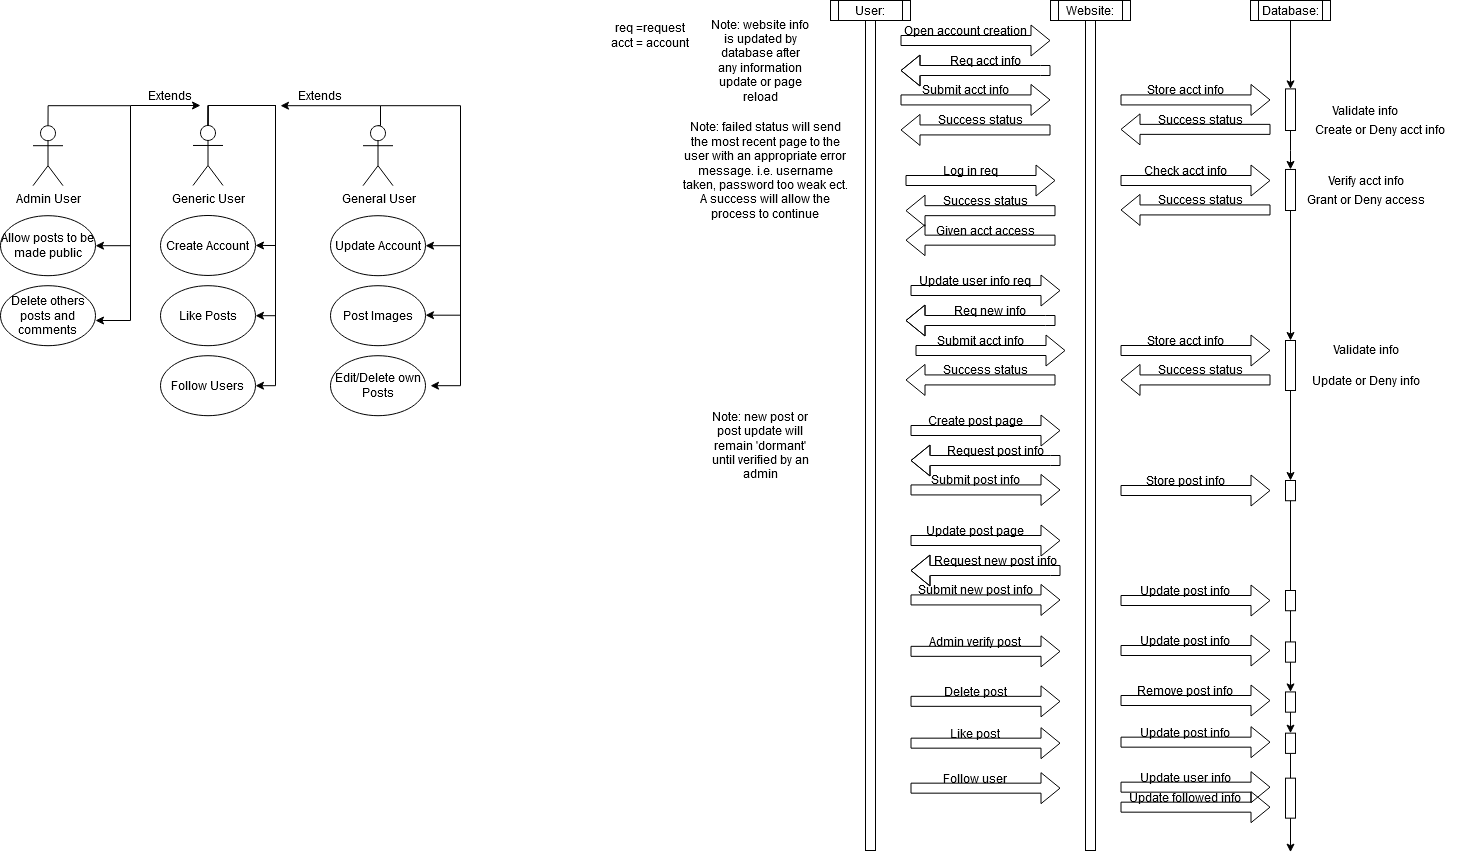 Extends
Extends
Admin User
Generic User
General User
Allow posts to be
made public
Create Account
Update Account
Delete others
posts and
comments
Like Posts
Post Images
Follow Users
Edit/Delete own
Posts
req =request
acct = account
Note: website info
is updated by
database after
any information
update or page
reload
Note: failed status will send
the most recent page to the
user with an appropriate error
message. i.e. username
taken, password too weak ect.
A success will allow the
process to continue
Note: new post or
post update will
remain 'dormant'
until verified by an
admin
User:
Website:
Database:
Open account creation
Req acct info
Submit acct info
Store acct info
Validate info
Success status
Success status
Create or Deny acct info
Log in req
Check acct info
Verify acct info
Success status
Success status
Grant or Deny access
Given acct access
Update user info req
Req new info
Submit acct info
Store acct info
Validate info
Success status
Success status
Update or Deny info
Create post page
Request post info
Submit post info
Store post info
Update post page
Request new post info
Submit new post info
Update post info
Admin verify post
Update post info
Delete post
Remove post info
Like post
Update post info
Follow user
Update user info
Update followed info